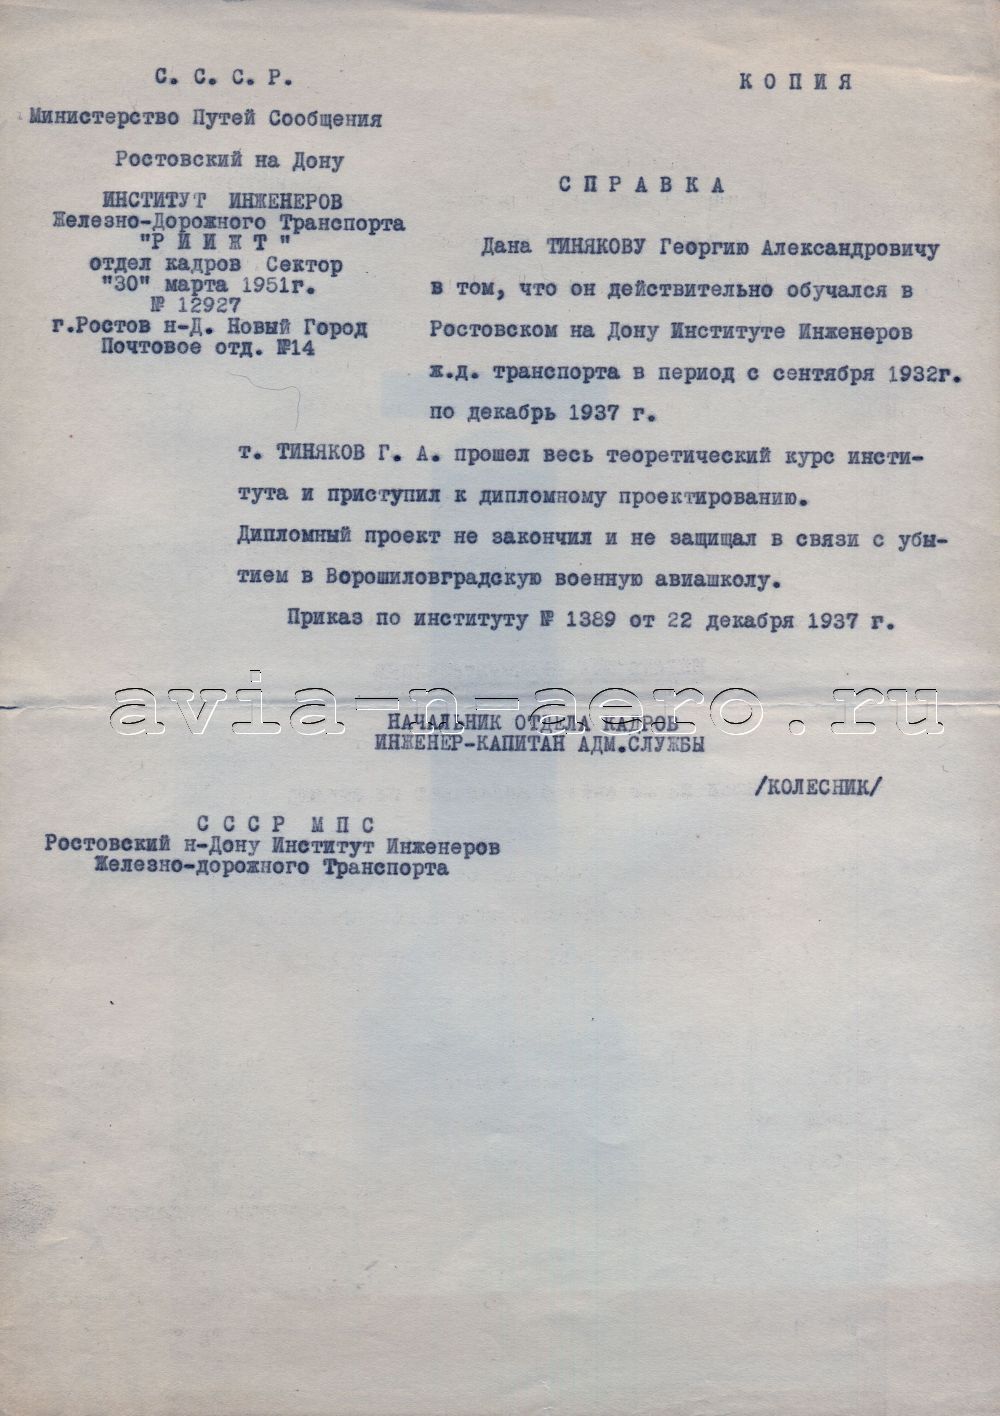 С. С. С. Р.
Министерство Путей Сообщения
Ростовский на Дону
ИНСТИТУТ ИНЖЕНЕРОВ
Железно-Дорожного Транспорта
"Р И И Ж Т"
отдел кадров Сектор
"30" марта 1951г.
№ 12927
г.Ростов н-Д. Новый Город
Почтовое отд. №14
К О П И Я
С П Р А В К А
Дана ТИНЯКОВУ Георгию Александровичу
в том, что он действительно обучался в
Ростовском на Дону Институте Инженеров
ж.д. транспорта в период с сентября 1932г.
по декабрь 1937 г.
т. ТИНЯКОВ Г. А. прошел весь теоретический курс инсти-
тута и приступил к дипломному проектированию.
Дипломный проект не закончил и не защищал в связи с убы-
тием в Ворошиловградскую военную авиашколу.
Приказ по институту № 1389 от 22 декабря 1937 г.
avia-n-aero.ru
НАЧАЛЬНИК ОТДЕЛА КАДРОВ
ИНЖЕНЕР-КАПИТАН АДМ.СЛУЖБЫ
/КОЛЕСНИК/
С С С Р М П С
Ростовский н-Дону Институт Инженеров
Железно-дорожного Транспорта